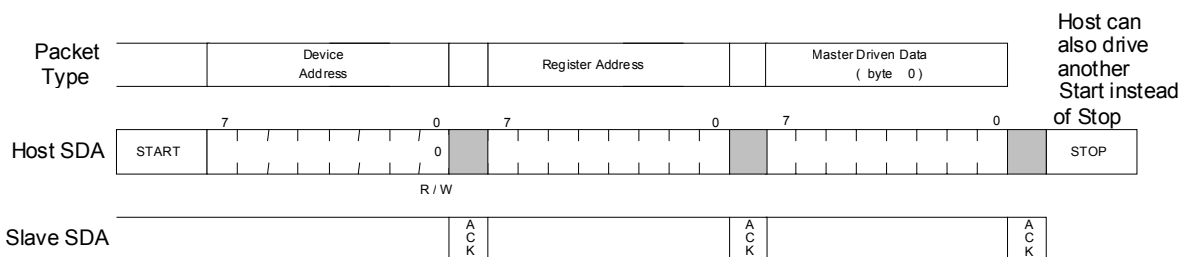 Packet
Type
Device
Address
Register Address
Master Driven Data
( byte 0 )
Host can
also drive
another
Start instead
of Stop
7 0 7 0 7 0
Host SDA
START
0
STOP
R / W
Slave SDA
A
C
K
A
C
K
A
C
K